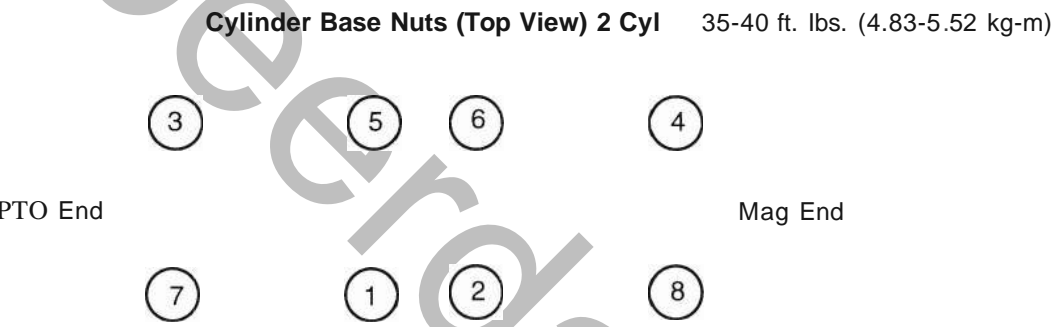 Cylinder Base Nuts (Top View) 2 Cyl 35-40 ft. lbs. (4.83-5.52 kg-m)
3 5 6 4
PTO End Mag End
7 1 2 8